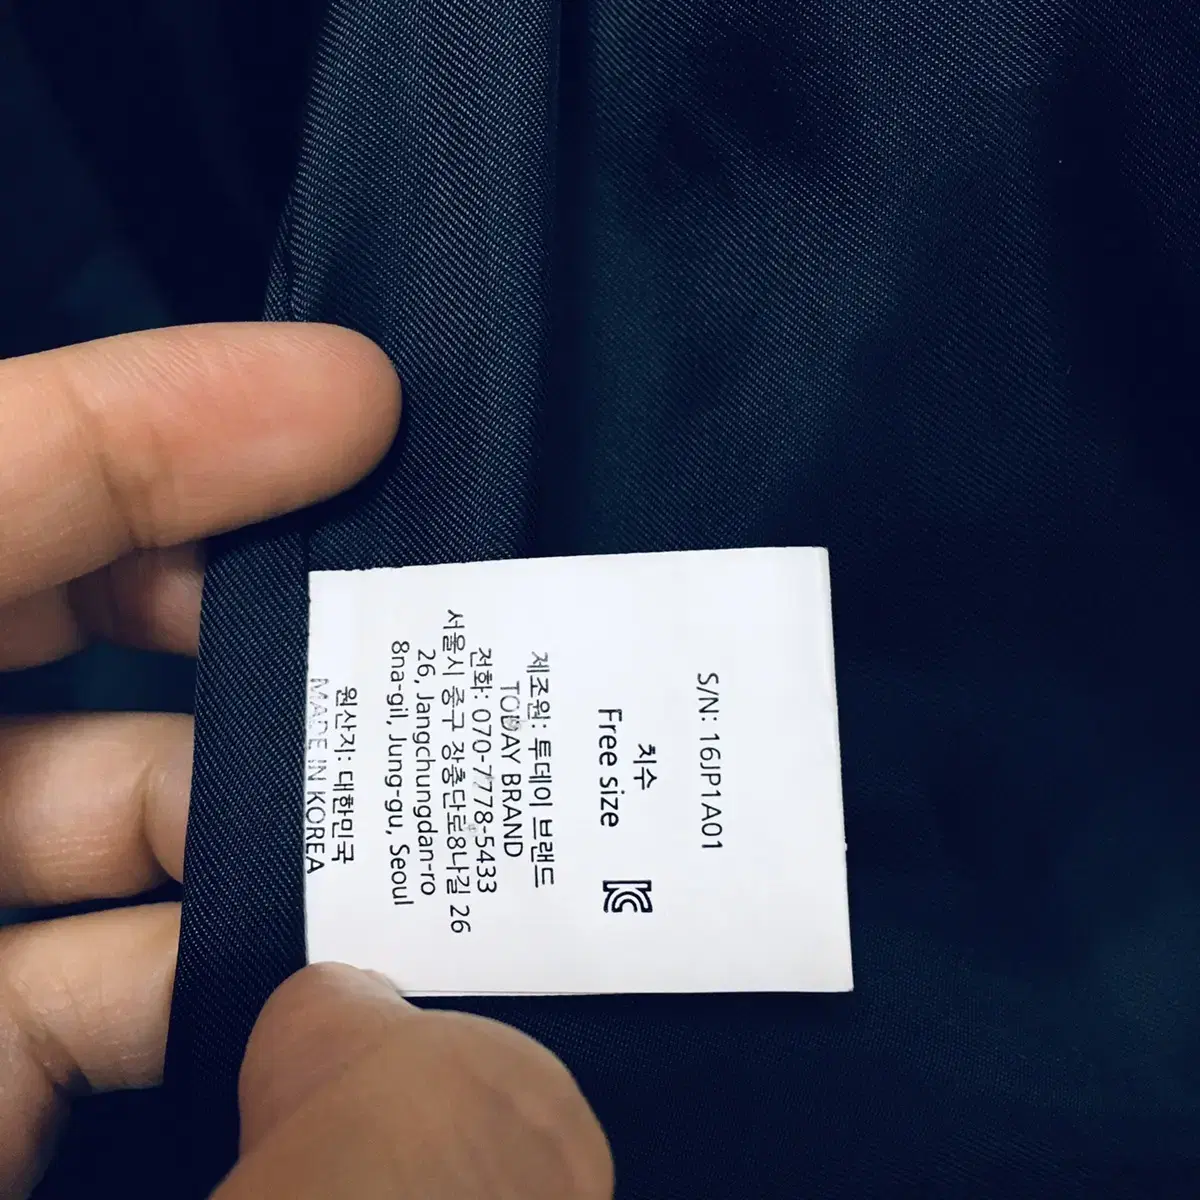 S/N: 16JP1A01
치수
Free size
제조원: 투데이 브랜드
TODAY BRAND
전화: 070-7778-5433
서울시 중구 장충단로8나길 26
26, Jangchungdan-ro
8na-gil, Jung-gu, Seoul
원산지: 대한민국
MADE IN KOREA